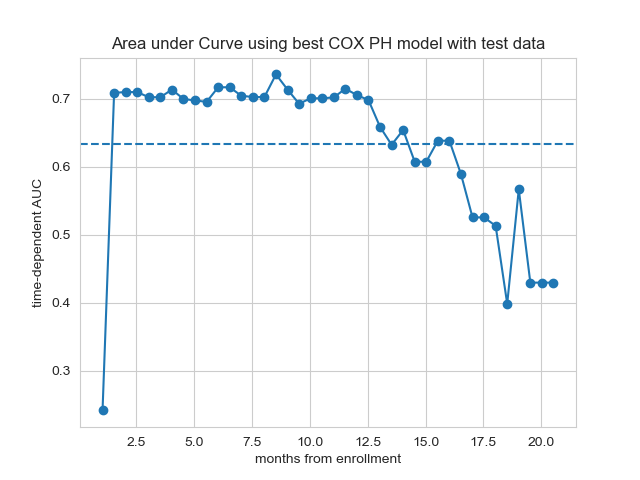 Area under Curve using best COX PH model with test data
time-dependent AUC
0.7
0.6
0.5
0.4
0.3
2.5 5.0 7.5 10.0 12.5 15.0 17.5 20.0
months from enrollment